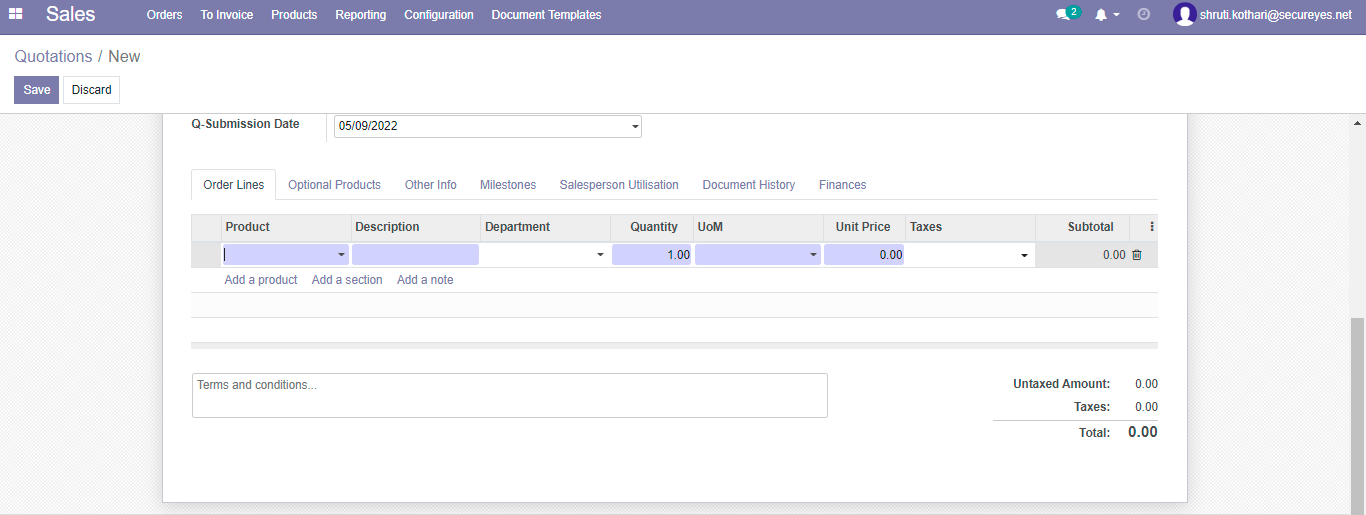 Sales Orders To Invoice Products Reporting Configuration Document Templates 2 shruti.kothari@secureyes.net
Quotations / New
Save Discard
Q-Submission Date 05/09/2022
Order Lines Optional Products Other Info Milestones Salesperson Utilisation Document History Finances
Product Description Department Quantity UoM Unit Price Taxes Subtotal
1.00 0.00 0.00
Add a product Add a section Add a note
Terms and conditions...
Untaxed Amount: 0.00
Taxes: 0.00
Total: 0.00